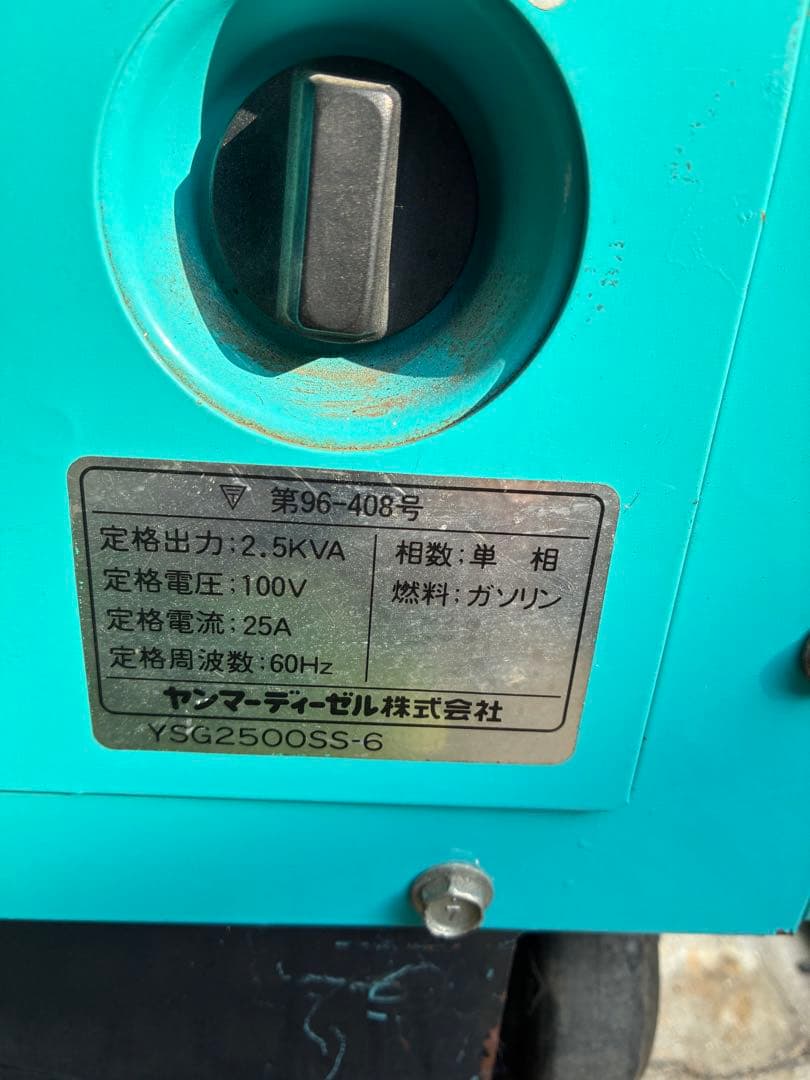 〒 第96-408号
定格出力;2.5KVA
定格電圧;100V
定格電流;25A
定格周波数;60Hz
相数;単 相
燃料;ガソリン
ヤンマーディーゼル株式会社
YSG2500SS-6
7